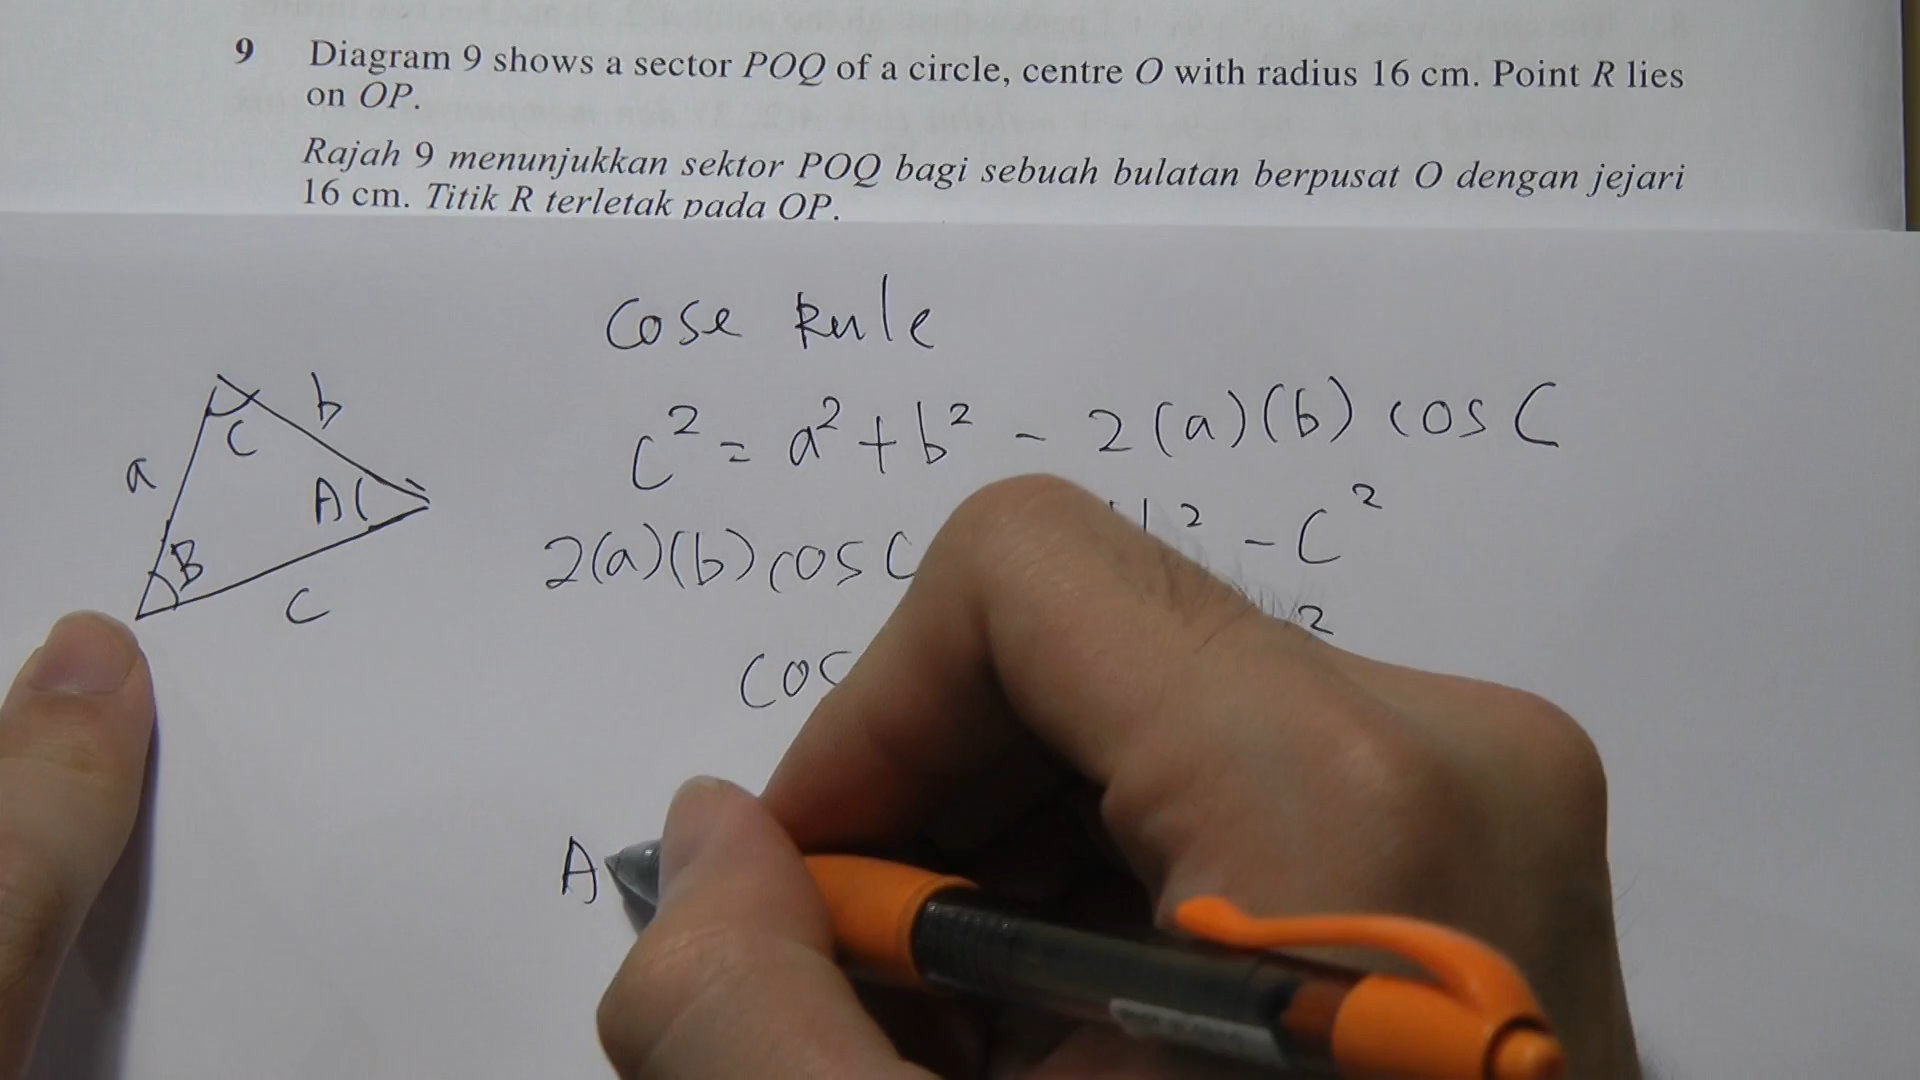 9 Diagram 9 shows a sector POQ of a circle, centre O with radius 16 cm. Point R lies
on OP.
Rajah 9 menunjukkan sektor POQ bagi sebuah bulatan berpusat O dengan jejari
16 cm. Titik R terletak pada OP.
Cose Rule
c² = a² + b² - 2(a)(b) cos C
2(a)(b) cos C
² - c²
2
cos
A
a
b
C
A
B
c